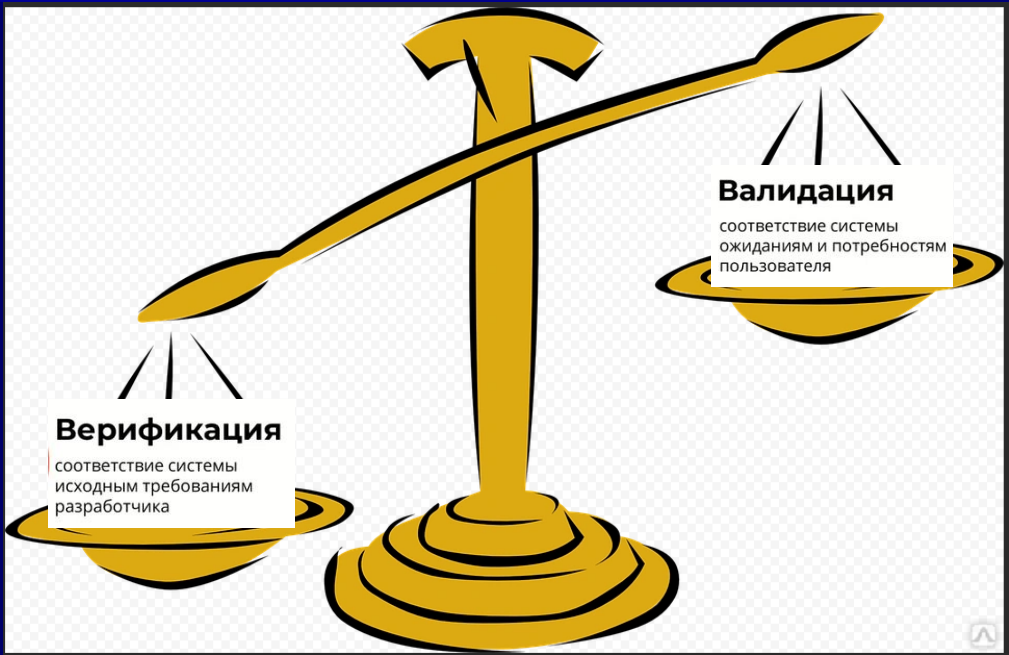 Валидация
соответствие системы
ожиданиям и потребностям
пользователя
Верификация
соответствие системы
исходным требованиям
разработчика